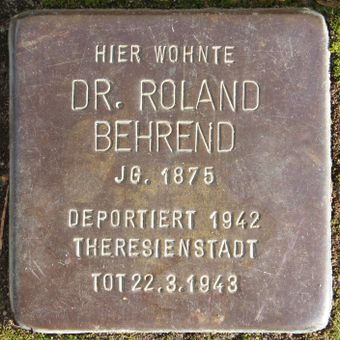 HIER WOHNTE
DR. ROLAND
BEHREND
JG. 1875
DEPORTIERT 1942
THERESIENSTADT
TOT 22.3.1943